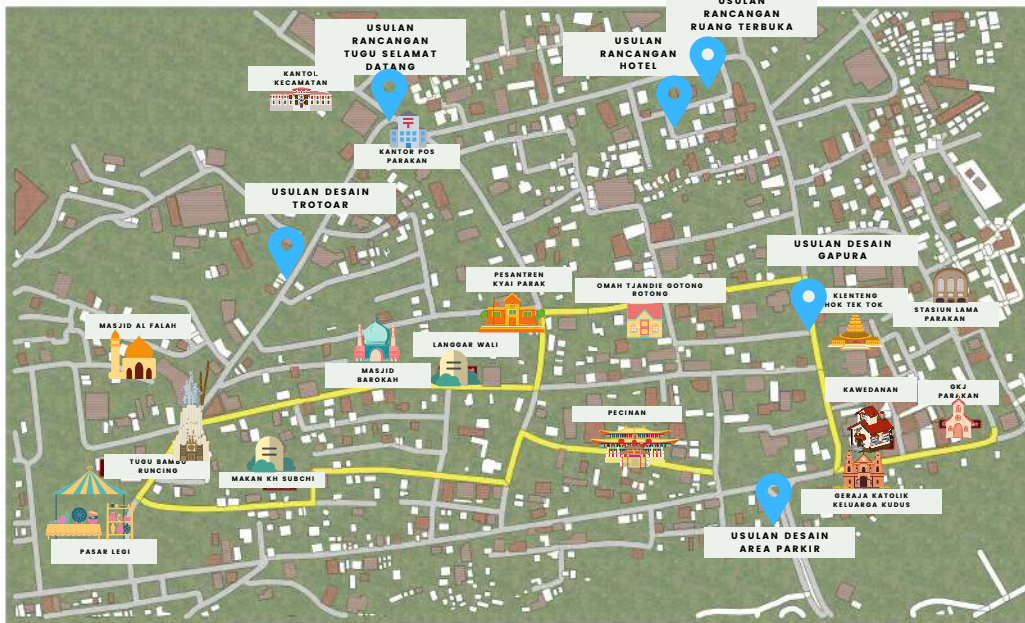 USULAN
RANCANGAN
RUANG TERBUKA
USULAN
RANCANGAN
TUGU SELAMAT
DATANG
USULAN
RANCANGAN
HOTEL
KANTOR
KECAMATAN
KANTOR POS
PARAKAN
USULAN DESAIN
TROTOAR
USULAN DESAIN
GAPURA
PESANTREN
KYAI PARAK
OMAH TJANDIE GOTONG
ROTONG
KLENTENG
HOK TEK TOK
STASIUN LAMA
PARAKAN
MASJID AL FALAH
LANGGAR WALI
MASJID
BAROKAH
KAWEDANAN
GKJ
PARAKAN
PECINAN
TUGU BAMBU
RUNCING
MAKAN KH SUBCHI
GERAJA KATOLIK
KELUARGA KUDUS
USULAN DESAIN
AREA PARKIR
PASAR LEGI